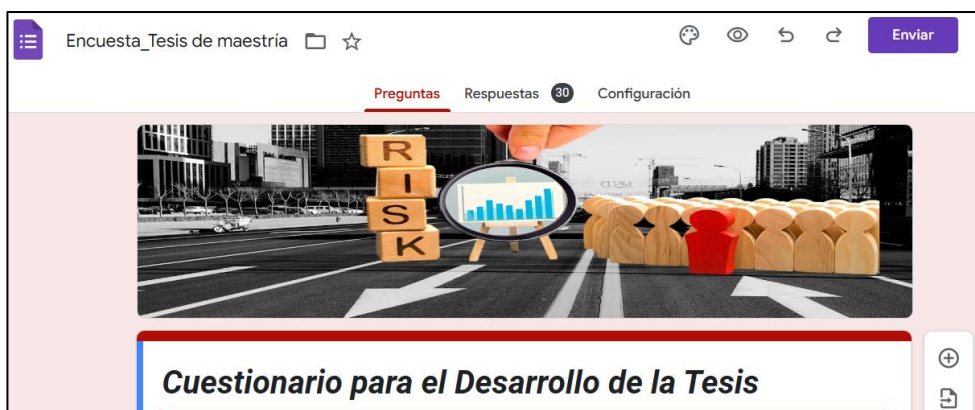 Encuesta_Tesis de maestría
Enviar
Preguntas
Respuestas 30
Configuración
R
I
S
K
Cuestionario para el Desarrollo de la Tesis